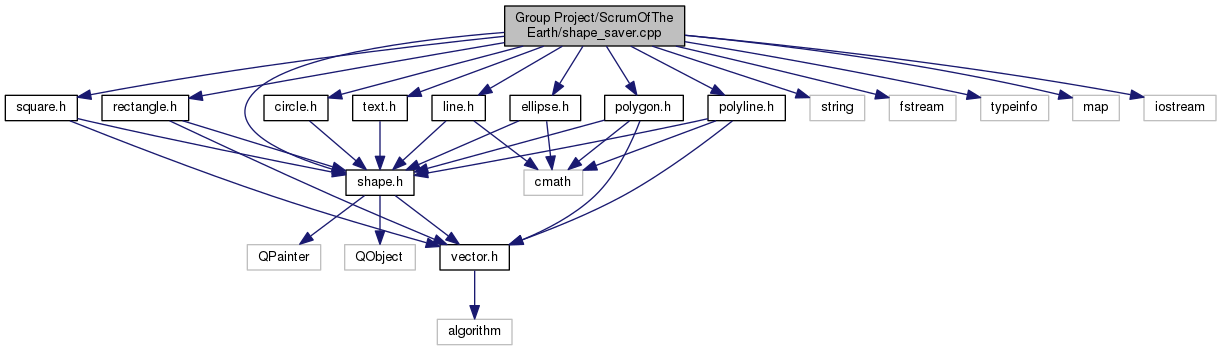 Group Project/ScrumOfThe
Earth/shape_saver.cpp
square.h
rectangle.h
circle.h
text.h
line.h
ellipse.h
polygon.h
polyline.h
string
fstream
typeinfo
map
iostream
shape.h
cmath
QPainter
QObject
vector.h
algorithm